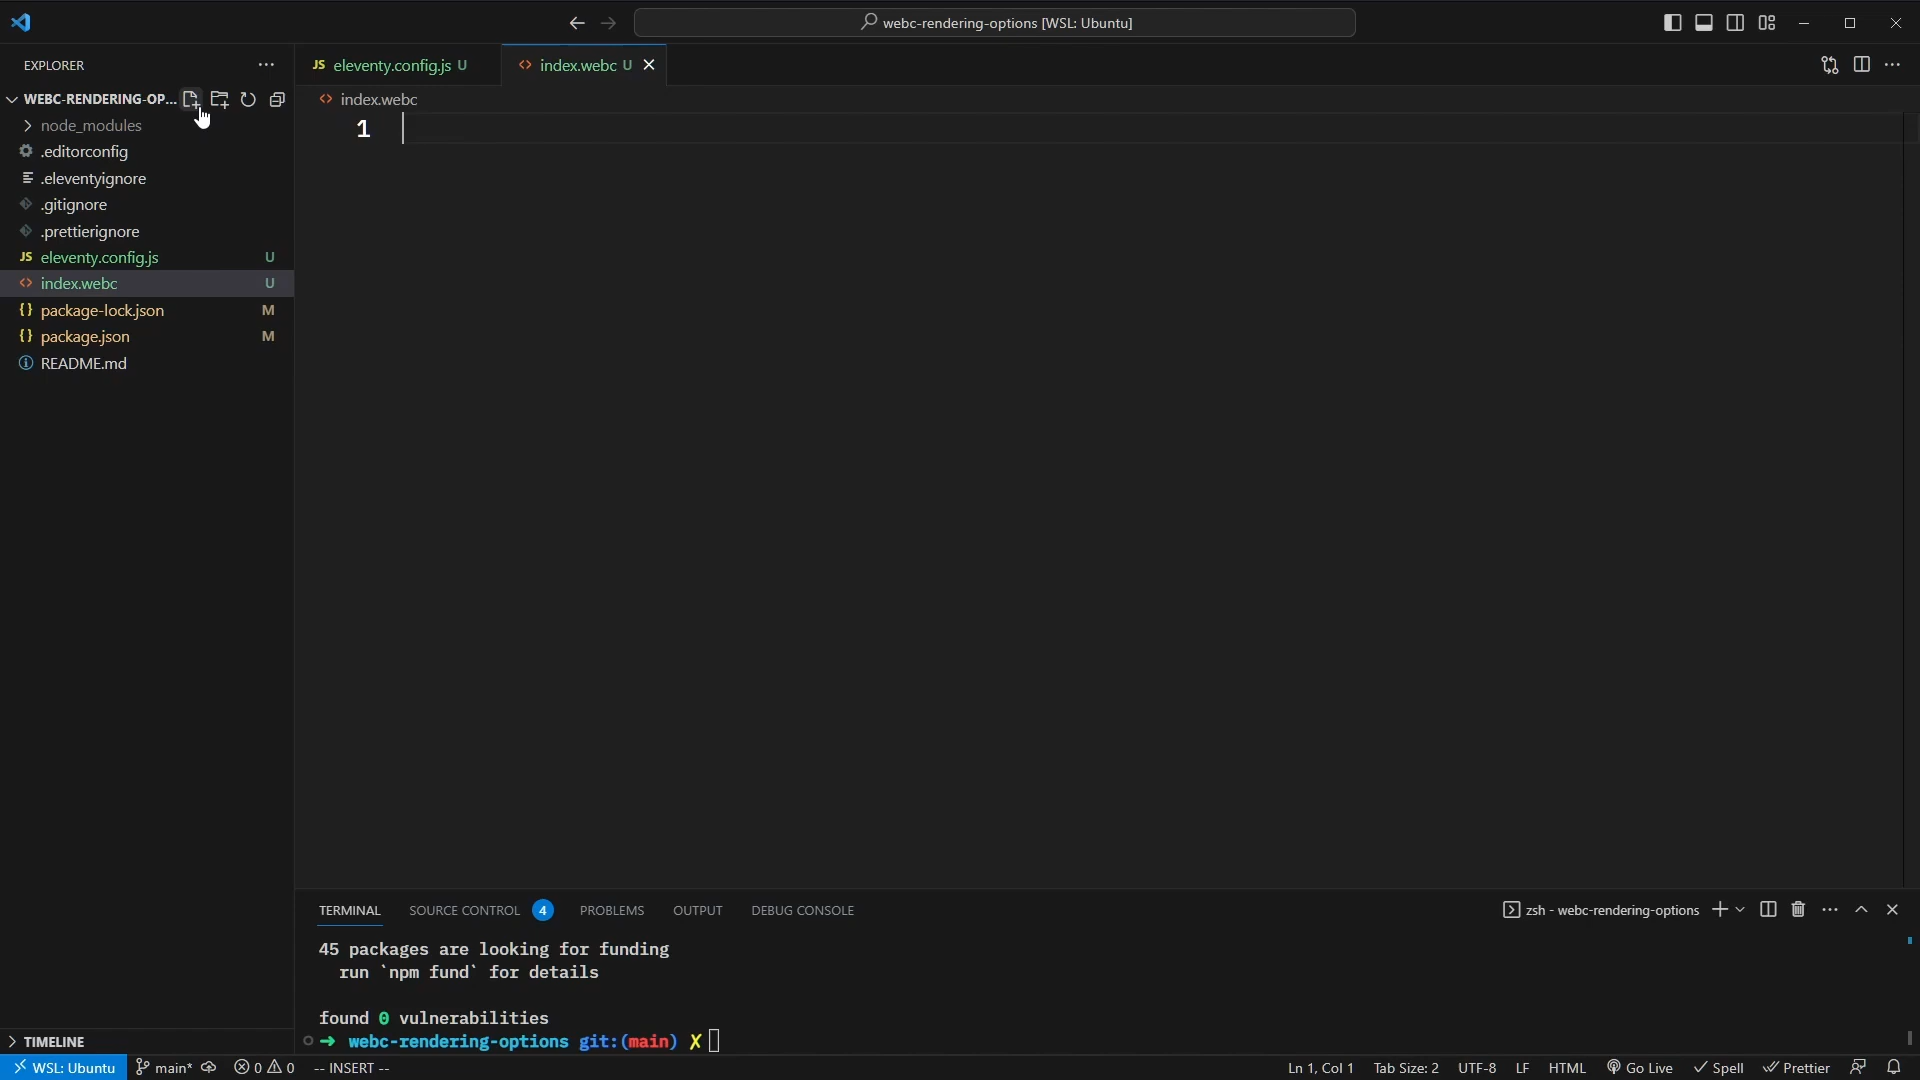 webc-rendering-options [WSL: Ubuntu]
EXPLORER
WEBC-RENDERING-OP...
node_modules
.editorconfig
.eleventyignore
.gitignore
.prettierignore
JS eleventy.config.js U
<> index.webc U
{} package-lock.json M
{} package.json M
README.md
TIMELINE
JS eleventy.config.js U
<> index.webc U
<> index.webc
1
TERMINAL SOURCE CONTROL 4 PROBLEMS OUTPUT DEBUG CONSOLE
zsh - webc-rendering-options
45 packages are looking for funding
run `npm fund` for details
found 0 vulnerabilities
➜ webc-rendering-options git:(main) ✗
WSL: Ubuntu main* 0 0 -- INSERT --
Ln 1, Col 1 Tab Size: 2 UTF-8 LF HTML Go Live Spell Prettier